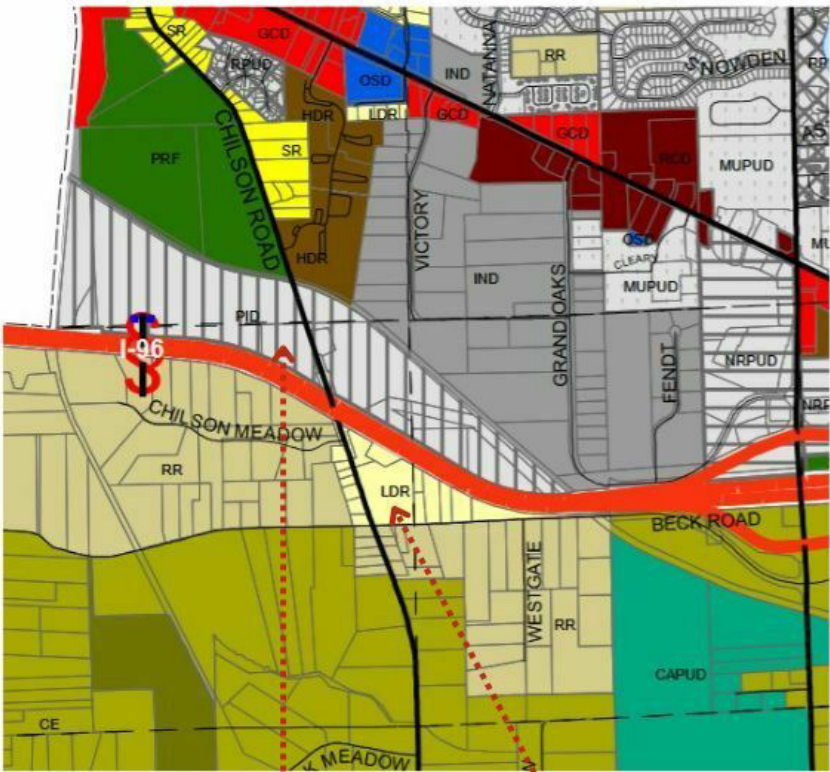 SR
GCD
RPUD
OSD
IND
NATANNA
RR
SNOWDEN
RP
HDR
LDR
GCD
GCD
PRF
CHILSON ROAD
SR
RCD
MUPUD
VICTORY
HDR
IND
CLEARY
MUPUD
GRAND OAKS
PID
I-96
FENDT
NRPUD
CHILSON MEADOW
RR
LDR
BECK ROAD
WESTGATE
RR
CAPUD
CE
K MEADOW